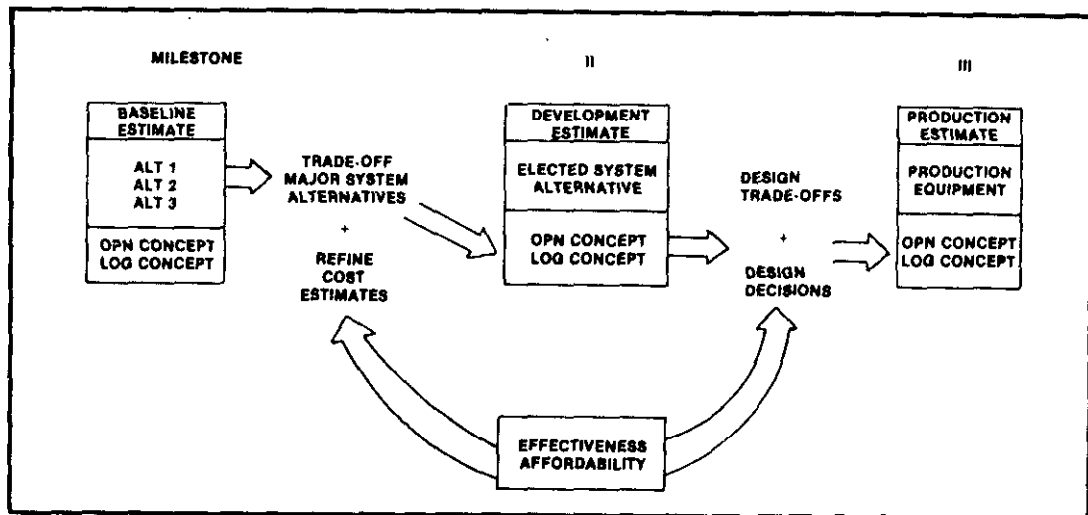 MILESTONE
II
III
BASELINE
ESTIMATE
ALT 1
ALT 2
ALT 3
OPN CONCEPT
LOG CONCEPT
TRADE-OFF
MAJOR SYSTEM
ALTERNATIVES
+
REFINE
COST
ESTIMATES
DEVELOPMENT
ESTIMATE
ELECTED SYSTEM
ALTERNATIVE
OPN CONCEPT
LOG CONCEPT
DESIGN
TRADE-OFFS
+
DESIGN
DECISIONS
PRODUCTION
ESTIMATE
PRODUCTION
EQUIPMENT
OPN CONCEPT
LOG CONCEPT
EFFECTIVENESS
AFFORDABILITY